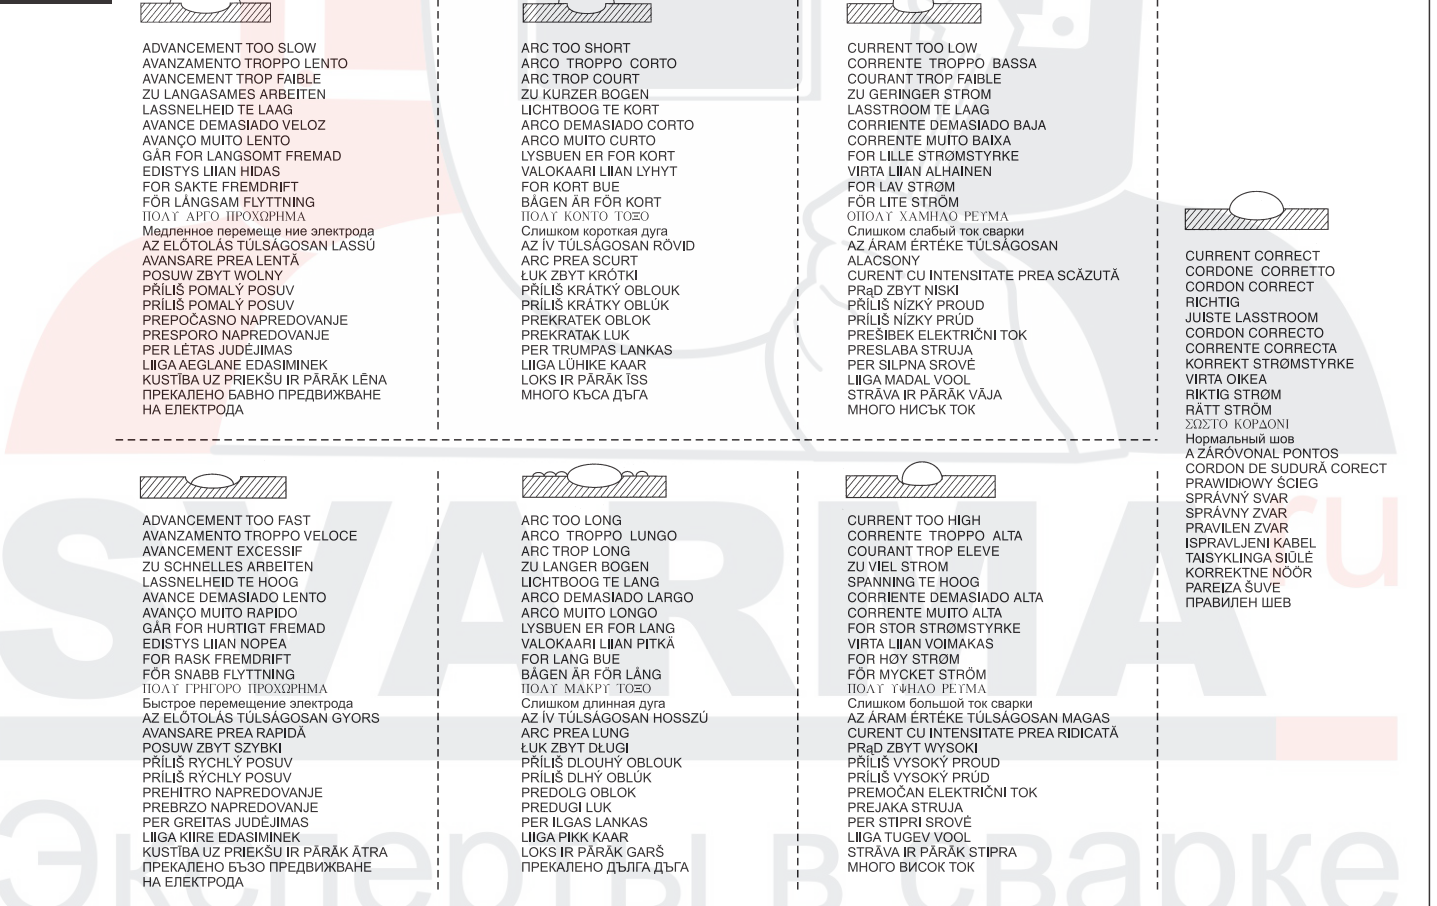 ADVANCEMENT TOO SLOW
AVANZAMENTO TROPPO LENTO
AVANCEMENT TROP FAIBLE
ZU LANGASAMES ARBEITEN
LASSNELHEID TE LAAG
AVANCE DEMASIADO VELOZ
AVANÇO MUITO LENTO
GÅR FOR LANGSOMT FREMAD
EDISTYS LIIAN HIDAS
FOR SAKTE FREMDRIFT
FÖR LÅNGSAM FLYTTNING
ΠΟΛΥ ΑΡΓΟ ΠΡΟΧΩΡΗΜΑ
Медленное перемеще ние электрода
AZ ELŐTOLÁS TÚLSÁGOSAN LASSÚ
AVANSARE PREA LENTĂ
POSUW ZBYT WOLNY
PŘÍLIŠ POMALÝ POSUV
PRÍLIŠ POMALÝ POSUV
PREPOČASNO NAPREDOVANJE
PRESPORO NAPREDOVANJE
PER LĖTAS JUDĖJIMAS
LIIGA AEGLANE EDASIMINEK
KUSTĪBA UZ PRIEKŠU IR PĀRĀK LĒNA
ПРЕКАЛЕНО БАВНО ПРЕДВИЖВАНЕ
НА ЕЛЕКТРОДА
ARC TOO SHORT
ARCO TROPPO CORTO
ARC TROP COURT
ZU KURZER BOGEN
LICHTBOOG TE KORT
ARCO DEMASIADO CORTO
ARCO MUITO CURTO
LYSBUEN ER FOR KORT
VALOKAARI LIIAN LYHYT
FOR KORT BUE
BÅGEN ÄR FÖR KORT
ΠΟΛΥ ΚΟΝΤΟ ΤΟΞΟ
Слишком короткая дуга
AZ ÍV TÚLSÁGOSAN RÖVID
ARC PREA SCURT
ŁUK ZBYT KRÓTKI
PŘÍLIŠ KRÁTKÝ OBLOUK
PRÍLIŠ KRÁTKY OBLÚK
PREKRATEK OBLOK
PREKRATAK LUK
PER TRUMPAS LANKAS
LIIGA LÜHIKE KAAR
LOKS IR PĀRĀK ĪSS
МНОГО КЪСА ДЪГА
CURRENT TOO LOW
CORRENTE TROPPO BASSA
COURANT TROP FAIBLE
ZU GERINGER STROM
LASSTROOM TE LAAG
CORRIENTE DEMASIADO BAJA
CORRENTE MUITO BAIXA
FOR LILLE STRØMSTYRKE
VIRTA LIIAN ALHAINEN
FOR LAV STRØM
FÖR LITE STRÖM
ΟΠΟΛΥ ΧΑΜΗΛΟ ΡΕΥΜΑ
Слишком слабый ток сварки
AZ ÁRAM ÉRTÉKE TÚLSÁGOSAN
ALACSONY
CURENT CU INTENSITATE PREA SCĂZUTĂ
PRąD ZBYT NISKI
PŘÍLIŠ NÍZKÝ PROUD
PRÍLIŠ NÍZKY PRÚD
PREŠIBEK ELEKTRIČNI TOK
PRESLABA STRUJA
PER SILPNA SROVĖ
LIIGA MADAL VOOL
STRĀVA IR PĀRĀK VĀJA
МНОГО НИСЪК ТОК
CURRENT CORRECT
CORDONE CORRETTO
CORDON CORRECT
RICHTIG
JUISTE LASSTROOM
CORDON CORRECTO
CORRENTE CORRECTA
KORREKT STRØMSTYRKE
VIRTA OIKEA
RIKTIG STRØM
RÄTT STRÖM
ΣΩΣΤΟ ΚΟΡΔΟΝΙ
Нормальный шов
A ZÁRÓVONAL PONTOS
CORDON DE SUDURĂ CORECT
PRAWIDłOWY ŚCIEG
SPRÁVNÝ SVAR
SPRÁVNY ZVAR
PRAVILEN ZVAR
ISPRAVLJENI KABEL
TAISYKLINGA SIŪLĖ
KORREKTNE NÖÖR
PAREIZA ŠUVE
ПРАВИЛЕН ШЕВ
ADVANCEMENT TOO FAST
AVANZAMENTO TROPPO VELOCE
AVANCEMENT EXCESSIF
ZU SCHNELLES ARBEITEN
LASSNELHEID TE HOOG
AVANCE DEMASIADO LENTO
AVANÇO MUITO RAPIDO
GÅR FOR HURTIGT FREMAD
EDISTYS LIIAN NOPEA
FOR RASK FREMDRIFT
FÖR SNABB FLYTTNING
ΠΟΛΥ ΓΡΗΓΟΡΟ ΠΡΟΧΩΡΗΜΑ
Быстрое перемещение электрода
AZ ELŐTOLÁS TÚLSÁGOSAN GYORS
AVANSARE PREA RAPIDĂ
POSUW ZBYT SZYBKI
PŘÍLIŠ RYCHLÝ POSUV
PRÍLIŠ RÝCHLY POSUV
PREHITRO NAPREDOVANJE
PREBRZO NAPREDOVANJE
PER GREITAS JUDĖJIMAS
LIIGA KIIRE EDASIMINEK
KUSTĪBA UZ PRIEKŠU IR PĀRĀK ĀTRA
ПРЕКАЛЕНО БЪЗО ПРЕДВИЖВАНЕ
НА ЕЛЕКТРОДА
ARC TOO LONG
ARCO TROPPO LUNGO
ARC TROP LONG
ZU LANGER BOGEN
LICHTBOOG TE LANG
ARCO DEMASIADO LARGO
ARCO MUITO LONGO
LYSBUEN ER FOR LANG
VALOKAARI LIIAN PITKÄ
FOR LANG BUE
BÅGEN ÄR FÖR LÅNG
ΠΟΛΥ ΜΑΚΡΥ ΤΟΞΟ
Слишком длинная дуга
AZ ÍV TÚLSÁGOSAN HOSSZÚ
ARC PREA LUNG
ŁUK ZBYT DŁUGI
PŘÍLIŠ DLOUHÝ OBLOUK
PRÍLIŠ DLHÝ OBLÚK
PREDOLG OBLOK
PREDUGI LUK
PER ILGAS LANKAS
LIIGA PIKK KAAR
LOKS IR PĀRĀK GARŠ
ПРЕКАЛЕНО ДЪЛГА ДЪГА
CURRENT TOO HIGH
CORRENTE TROPPO ALTA
COURANT TROP ELEVE
ZU VIEL STROM
SPANNING TE HOOG
CORRIENTE DEMASIADO ALTA
CORRENTE MUITO ALTA
FOR STOR STRØMSTYRKE
VIRTA LIIAN VOIMAKAS
FOR HØY STRØM
FÖR MYCKET STRÖM
ΠΟΛΥ ΥΨΗΛΟ ΡΕΥΜΑ
Слишком большой ток сварки
AZ ÁRAM ÉRTÉKE TÚLSÁGOSAN MAGAS
CURENT CU INTENSITATE PREA RIDICATĂ
PRąD ZBYT WYSOKI
PŘÍLIŠ VYSOKÝ PROUD
PRÍLIŠ VYSOKÝ PRÚD
PREMOČAN ELEKTRIČNI TOK
PREJAKA STRUJA
PER STIPRI SROVĖ
LIIGA TUGEV VOOL
STRĀVA IR PĀRĀK STIPRA
МНОГО ВИСОК ТОК
SVARMA ru
Эксперты в сварке